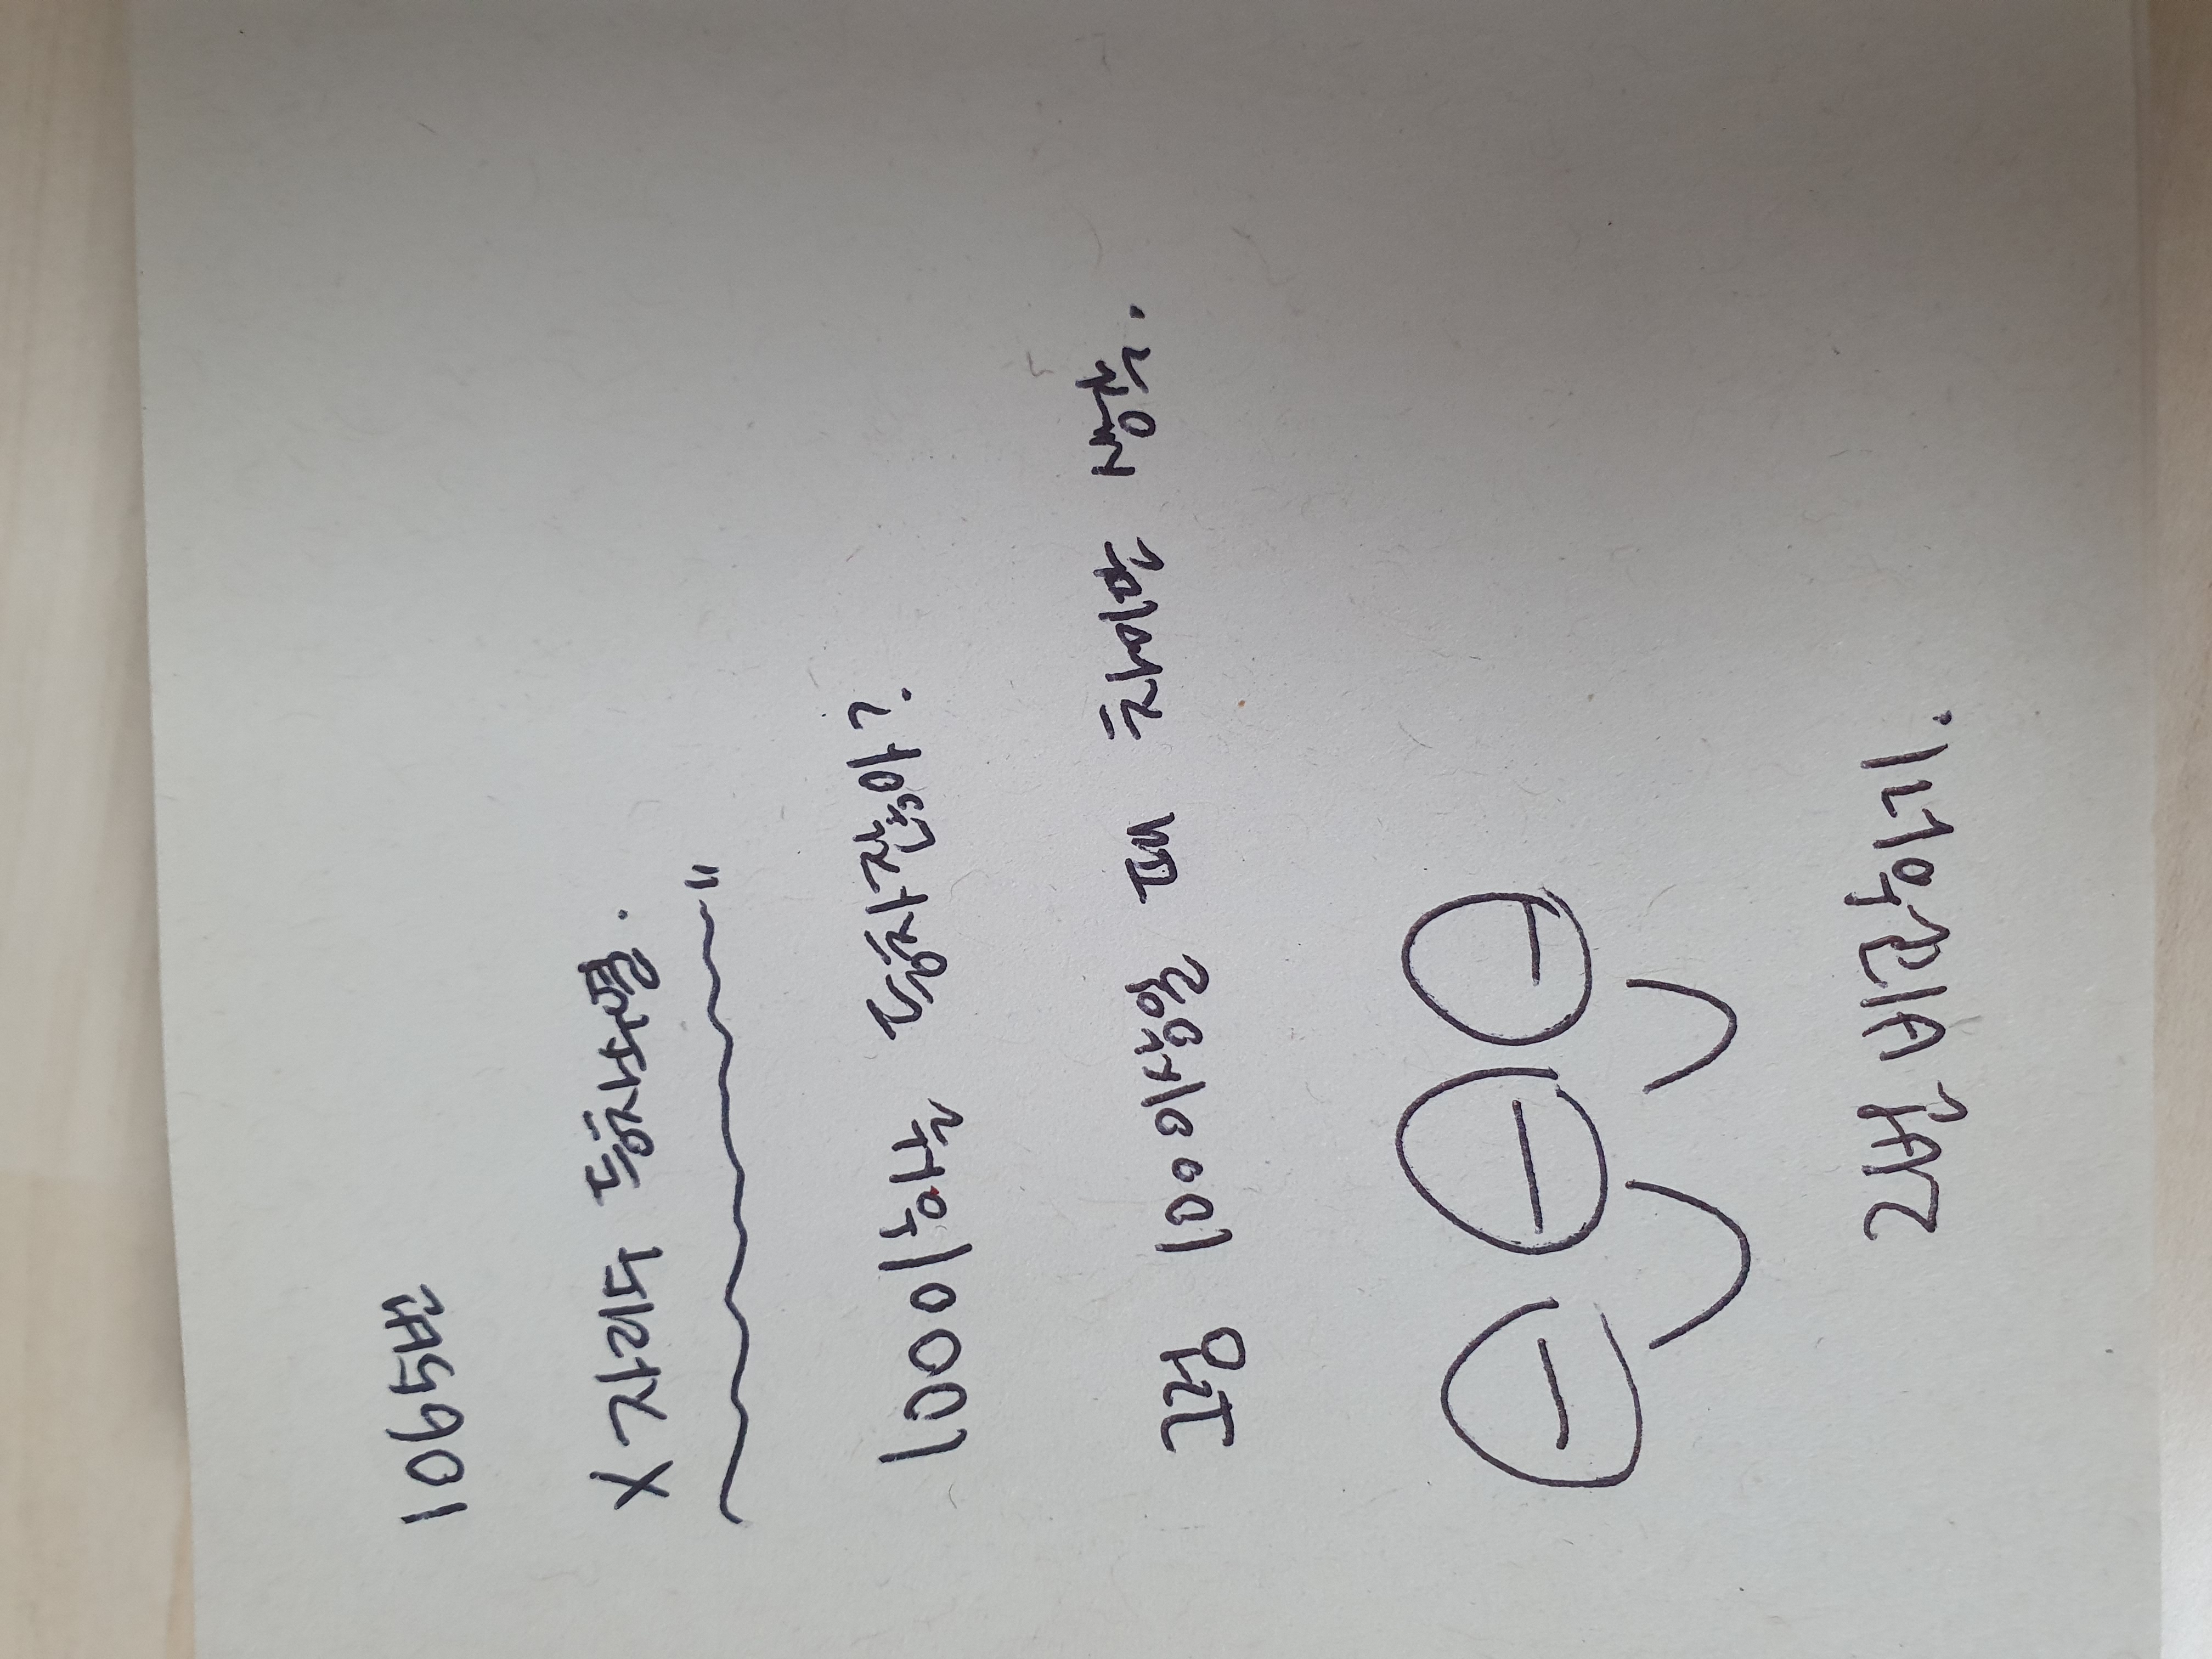 1065번
X 자리수 등차수열.
100이하는 등차잖아?
그럼 100이상일 때 차이만 생각.
2번 비교하기.